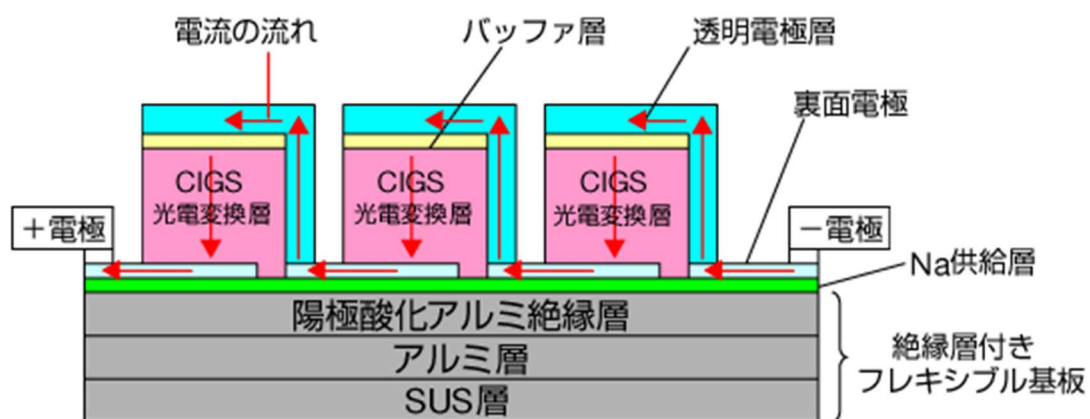 電流の流れ
バッファ層
透明電極層
裏面電極
CIGS
光電変換層
CIGS
光電変換層
CIGS
光電変換層
＋電極
－電極
Na供給層
陽極酸化アルミ絶縁層
アルミ層
SUS層
絶縁層付き
フレキシブル基板